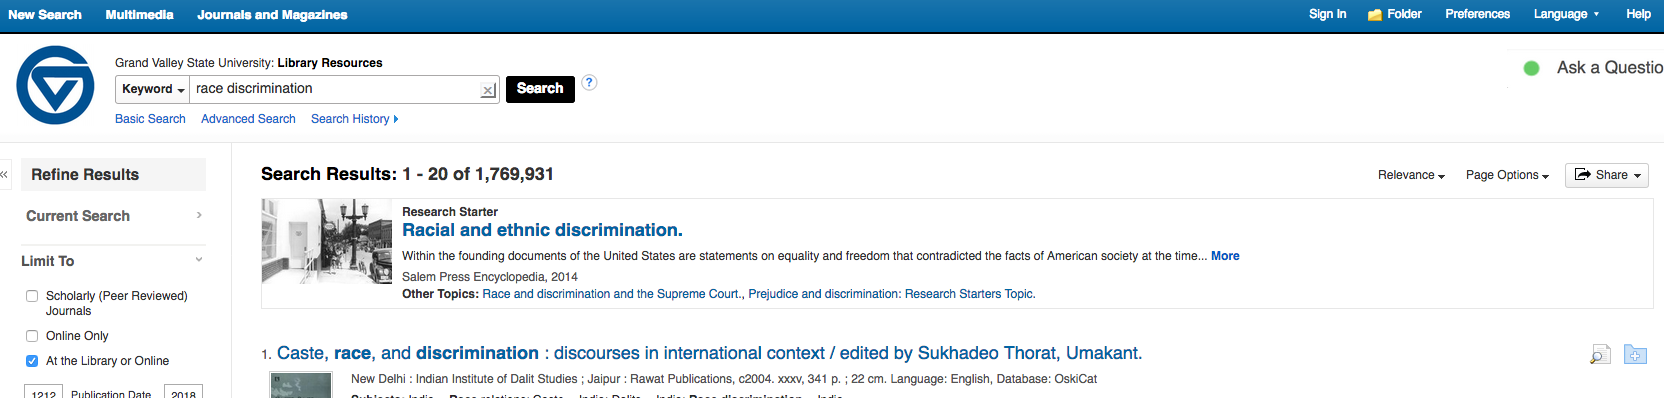 New Search Multimedia Journals and Magazines Sign In Folder Preferences Language Help
Grand Valley State University: Library Resources
Keyword race discrimination Search ?
Ask a Questio
Basic Search Advanced Search Search History
Refine Results
Current Search
Limit To
Scholarly (Peer Reviewed) Journals
Online Only
At the Library or Online
1212 Publication Date 2018
Search Results: 1 - 20 of 1,769,931
Relevance Page Options Share
Research Starter
Racial and ethnic discrimination.
Within the founding documents of the United States are statements on equality and freedom that contradicted the facts of American society at the time... More
Salem Press Encyclopedia, 2014
Other Topics: Race and discrimination and the Supreme Court., Prejudice and discrimination: Research Starters Topic.
1. Caste, race, and discrimination : discourses in international context / edited by Sukhadeo Thorat, Umakant.
New Delhi : Indian Institute of Dalit Studies ; Jaipur : Rawat Publications, c2004. xxxv, 341 p. ; 22 cm. Language: English, Database: OskiCat